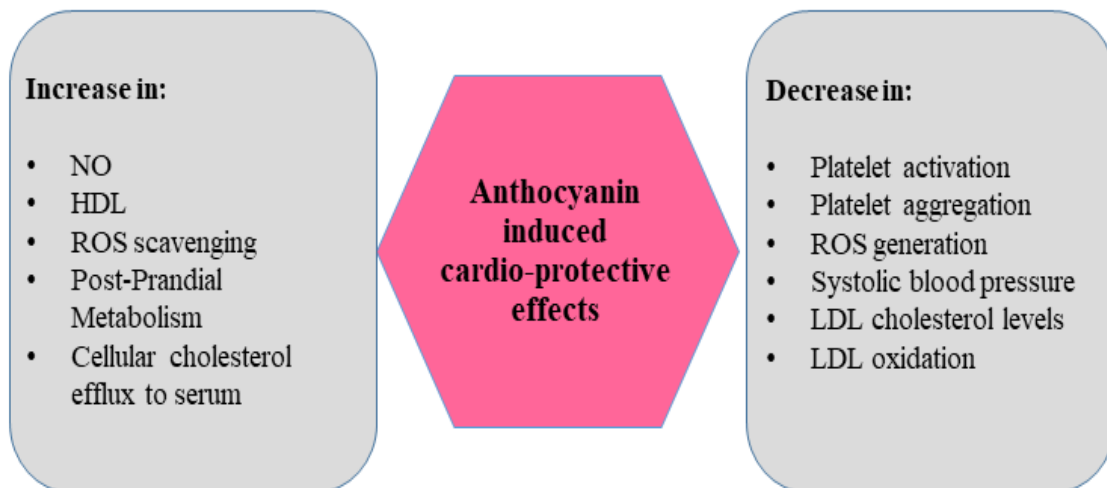 Increase in:
• NO
• HDL
• ROS scavenging
• Post-Prandial
Metabolism
• Cellular cholesterol
efflux to serum
Anthocyanin
induced
cardio-protective
effects
Decrease in:
• Platelet activation
• Platelet aggregation
• ROS generation
• Systolic blood pressure
• LDL cholesterol levels
• LDL oxidation